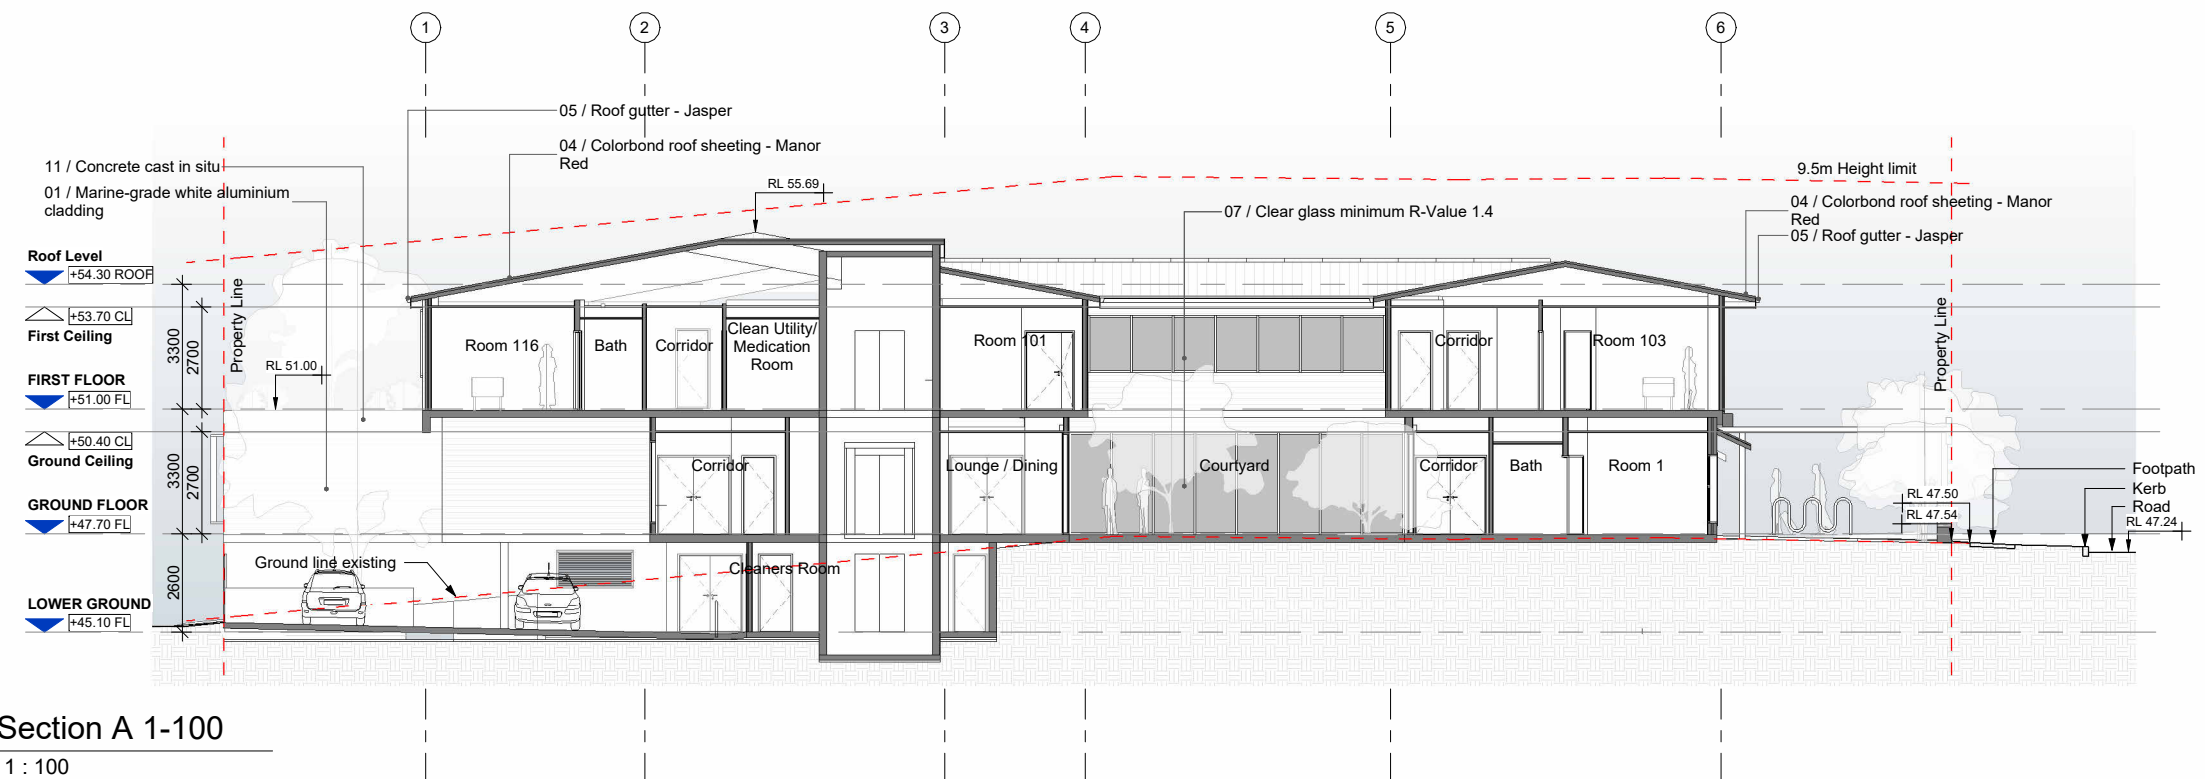 1
2
3
4
5
6
05 / Roof gutter - Jasper
04 / Colorbond roof sheeting - Manor
Red
11 / Concrete cast in situ
01 / Marine-grade white aluminium
cladding
RL 55.69
9.5m Height limit
07 / Clear glass minimum R-Value 1.4
04 / Colorbond roof sheeting - Manor
Red
05 / Roof gutter - Jasper
Roof Level
+54.30 ROOF
+53.70 CL
First Ceiling
FIRST FLOOR
+51.00 FL
+50.40 CL
Ground Ceiling
GROUND FLOOR
+47.70 FL
LOWER GROUND
+45.10 FL
3300
2700
3300
2700
2600
Property Line
RL 51.00
Room 116
Bath
Corridor
Clean Utility/
Medication
Room
Room 101
Corridor
Room 103
Property Line
Corridor
Lounge / Dining
Courtyard
Corridor
Bath
Room 1
RL 47.50
RL 47.54
Footpath
Kerb
Road
RL 47.24
Ground line existing
Cleaners Room
Section A 1-100
1 : 100